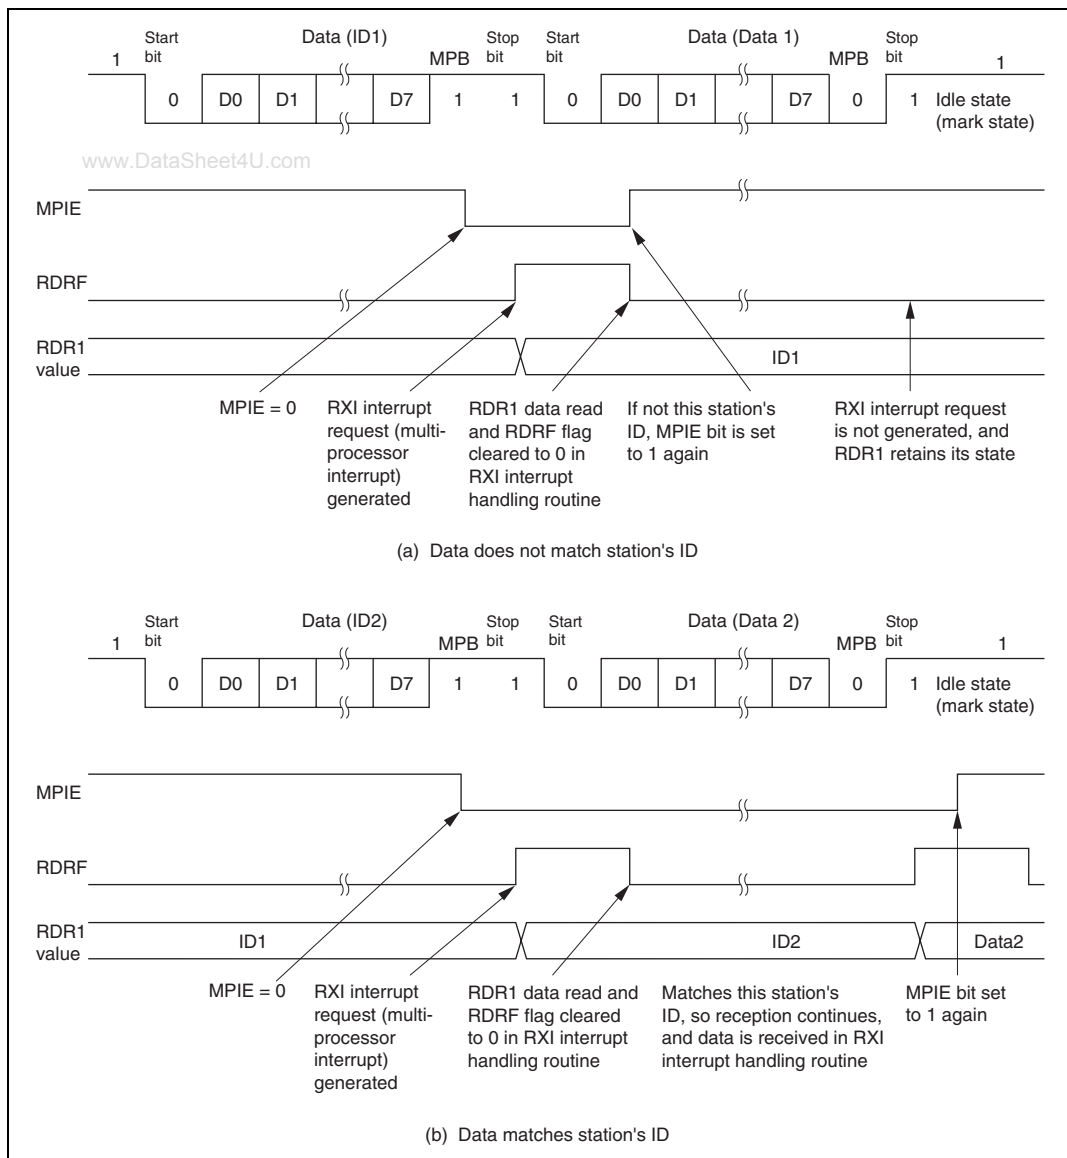 Start bit
Data (ID1)
Stop bit
Start bit
Data (Data 1)
Stop bit
1
MPB
MPB
1
0 D0 D1 D7 1 1 0 D0 D1 D7 0 1 Idle state (mark state)
www.DataSheet4U.com
MPIE
RDRF
RDR1 value
ID1
MPIE = 0
RXI interrupt
request (multi-
processor
interrupt)
generated
RDR1 data read
and RDRF flag
cleared to 0 in
RXI interrupt
handling routine
If not this station's
ID, MPIE bit is set
to 1 again
RXI interrupt request
is not generated, and
RDR1 retains its state
(a) Data does not match station's ID
Start bit
Data (ID2)
Stop bit
Start bit
Data (Data 2)
Stop bit
1
MPB
MPB
1
0 D0 D1 D7 1 1 0 D0 D1 D7 0 1 Idle state (mark state)
MPIE
RDRF
RDR1 value
ID1
ID2
Data2
MPIE = 0
RXI interrupt
request (multi-
processor
interrupt)
generated
RDR1 data read and
RDRF flag cleared
to 0 in RXI interrupt
handling routine
Matches this station's
ID, so reception continues,
and data is received in RXI
interrupt handling routine
MPIE bit set
to 1 again
(b) Data matches station's ID